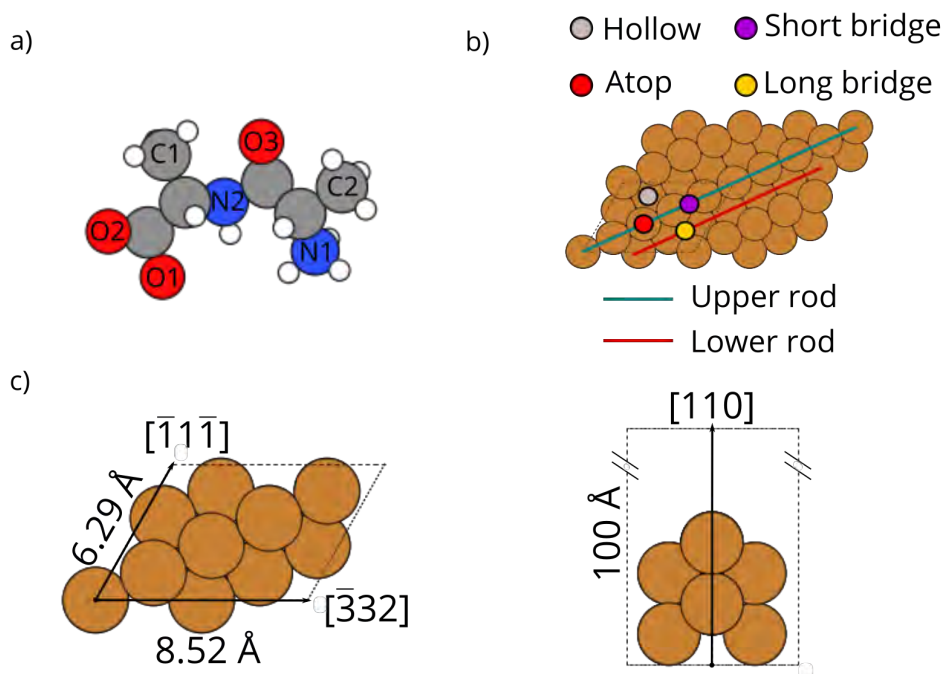 a)
C1
O3
C2
N2
O2
N1
O1
b)
Hollow
Short bridge
Atop
Long bridge
Upper rod
Lower rod
c)
[1̅11̅]
6.29 Å
[3̅32]
8.52 Å
[110]
100 Å